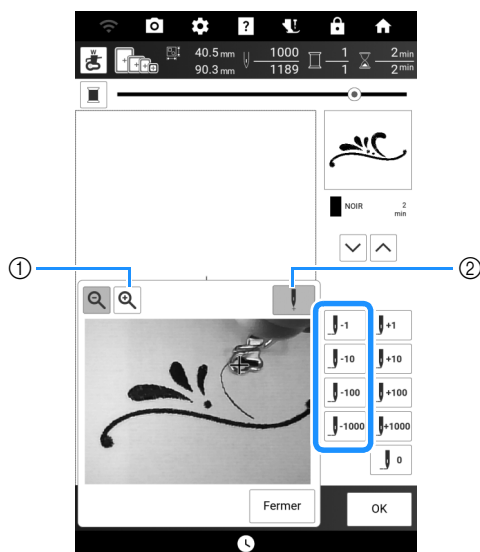 ?
W
40.5 mm 1000 1 2 min
90.3 mm 1189 1 2 min
NOIR 2
min
① ②
-1 +1
-10 +10
-100 +100
-1000 +1000
0
Fermer OK